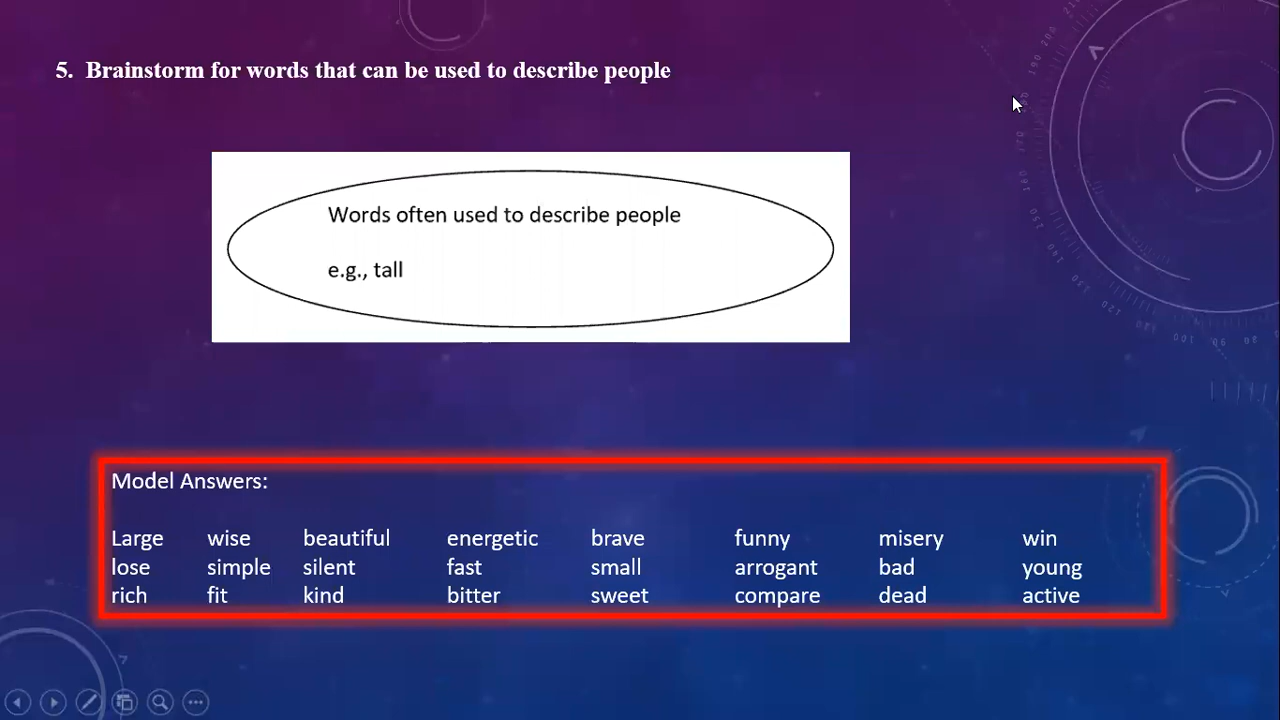 5. Brainstorm for words that can be used to describe people
Words often used to describe people
e.g., tall
Model Answers:
Large wise beautiful energetic brave funny misery win
lose simple silent fast small arrogant bad young
rich fit kind bitter sweet compare dead active